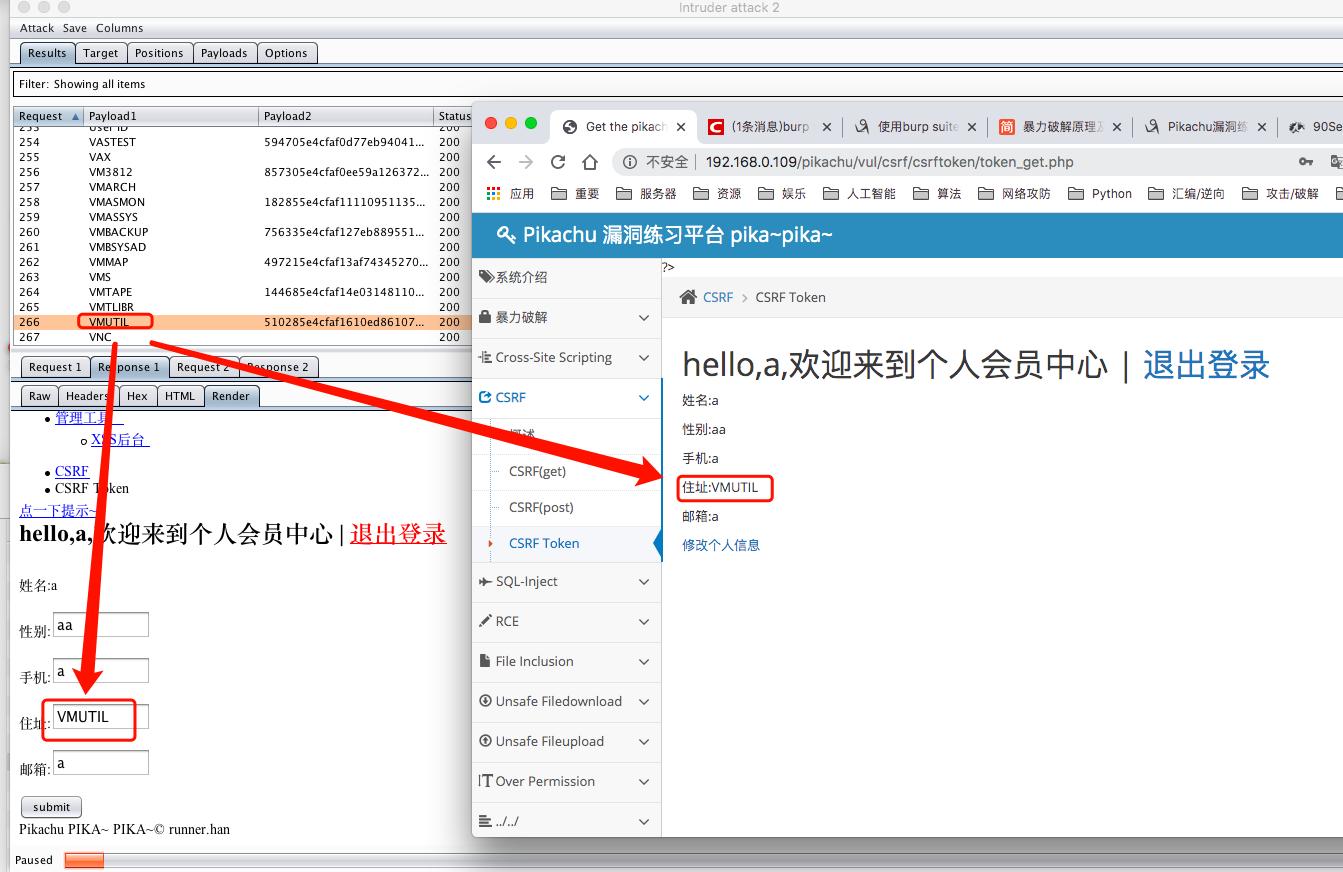 Intruder attack 2
Attack Save Columns
Results Target Positions Payloads Options
Filter: Showing all items
Request Payload1 Payload2 Status
253 User ID 200
254 VASTEST 594705e4cfaf0d77eb94041... 200
255 VAX 200
256 VM3812 857305e4cfaf0ee59a126372... 200
257 VMARCH 200
258 VMASMON 182855e4cfaf11110951135... 200
259 VMASSYS 200
260 VMBACKUP 756335e4cfaf127eb889551... 200
261 VMBSYSAD 200
262 VMMAP 497215e4cfaf13af74345270... 200
263 VMS 200
264 VMTAPE 144685e4cfaf14e03148110... 200
265 VMTLIBR 200
266 VMUTIL 510285e4cfaf1610ed86107... 200
267 VNC 200
Request 1 Response 1 Request 2 Response 2
Raw Headers Hex HTML Render
管理工具
XSS后台
CSRF
CSRF Token
点一下提示~
hello,a,欢迎来到个人会员中心 | 退出登录
姓名:a
性别: aa
手机: a
住址: VMUTIL
邮箱: a
submit
Pikachu PIKA~ PIKA~© runner.han
Paused
Get the pikach (1条消息)burp 使用burp suite 暴力破解原理及 Pikachu漏洞练 90Se
不安全 192.168.0.109/pikachu/vul/csrf/csrftoken/token_get.php
应用 重要 服务器 资源 娱乐 人工智能 算法 网络攻防 Python 汇编/逆向 攻击/破解
Pikachu 漏洞练习平台 pika~pika~
系统介绍
暴力破解
Cross-Site Scripting
CSRF
概述
CSRF(get)
CSRF(post)
CSRF Token
SQL-Inject
RCE
File Inclusion
Unsafe Filedownload
Unsafe Fileupload
Over Permission
../../
?>
CSRF > CSRF Token
hello,a,欢迎来到个人会员中心 | 退出登录
姓名:a
性别:aa
手机:a
住址:VMUTIL
邮箱:a
修改个人信息